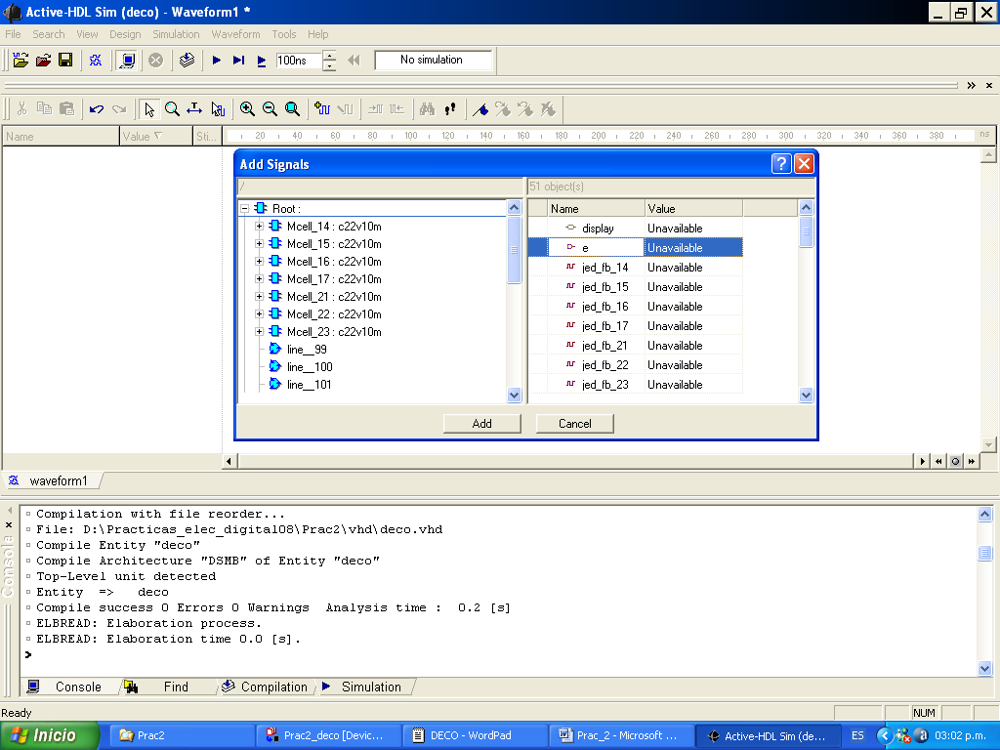 Active-HDL Sim (deco) - Waveform1 *
File Search View Design Simulation Waveform Tools Help
100ns No simulation
Name Value Sti... 20 40 60 80 100 120 140 160 180 200 220 240 260 280 300 320 340 360 380 ns
Add Signals
/ 51 object(s)
Root : Name Value
Mcell_14 : c22v10m display Unavailable
Mcell_15 : c22v10m e Unavailable
Mcell_16 : c22v10m jed_fb_14 Unavailable
Mcell_17 : c22v10m jed_fb_15 Unavailable
Mcell_21 : c22v10m jed_fb_16 Unavailable
Mcell_22 : c22v10m jed_fb_17 Unavailable
Mcell_23 : c22v10m jed_fb_21 Unavailable
line__99 jed_fb_22 Unavailable
line__100 jed_fb_23 Unavailable
line__101
Add Cancel
waveform1
Compilation with file reorder...
File: D:\Practicas_elec_digital08\Prac2\vhd\deco.vhd
Compile Entity "deco"
Compile Architecture "DSMB" of Entity "deco"
Top-Level unit detected
Entity => deco
Compile success 0 Errors 0 Warnings Analysis time : 0.2 [s]
ELBREAD: Elaboration process.
ELBREAD: Elaboration time 0.0 [s].
>
Consola
Console Find Compilation Simulation
Ready NUM
Inicio Prac2 Prac2_deco [Devic... DECO - WordPad Prac_2 - Microsoft ... Active-HDL Sim (de... ES 03:02 p.m.